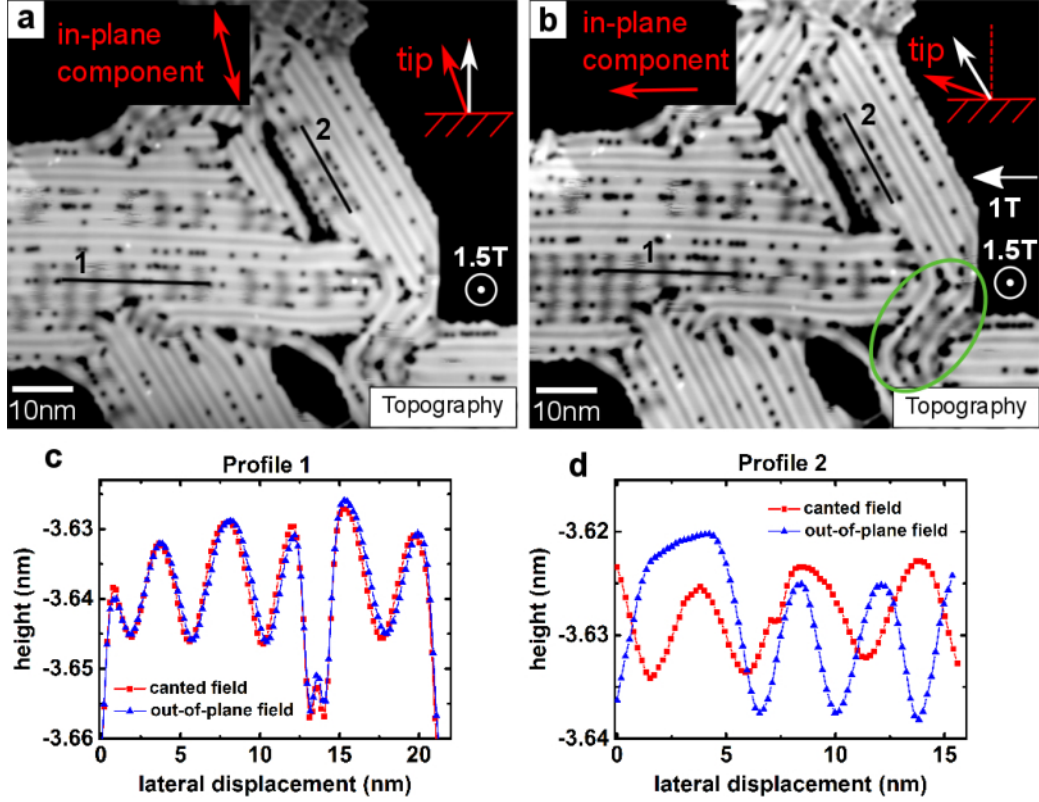 a
in-plane
component
tip
2
1
1.5T
10nm
Topography
b
in-plane
component
tip
2
1T
1
1.5T
10nm
Topography
c
Profile 1
-3.63
-3.64
-3.65
-3.66
height (nm)
canted field
out-of-plane field
0
5
10
15
20
lateral displacement (nm)
d
Profile 2
-3.62
-3.63
-3.64
height (nm)
canted field
out-of-plane field
0
5
10
15
lateral displacement (nm)